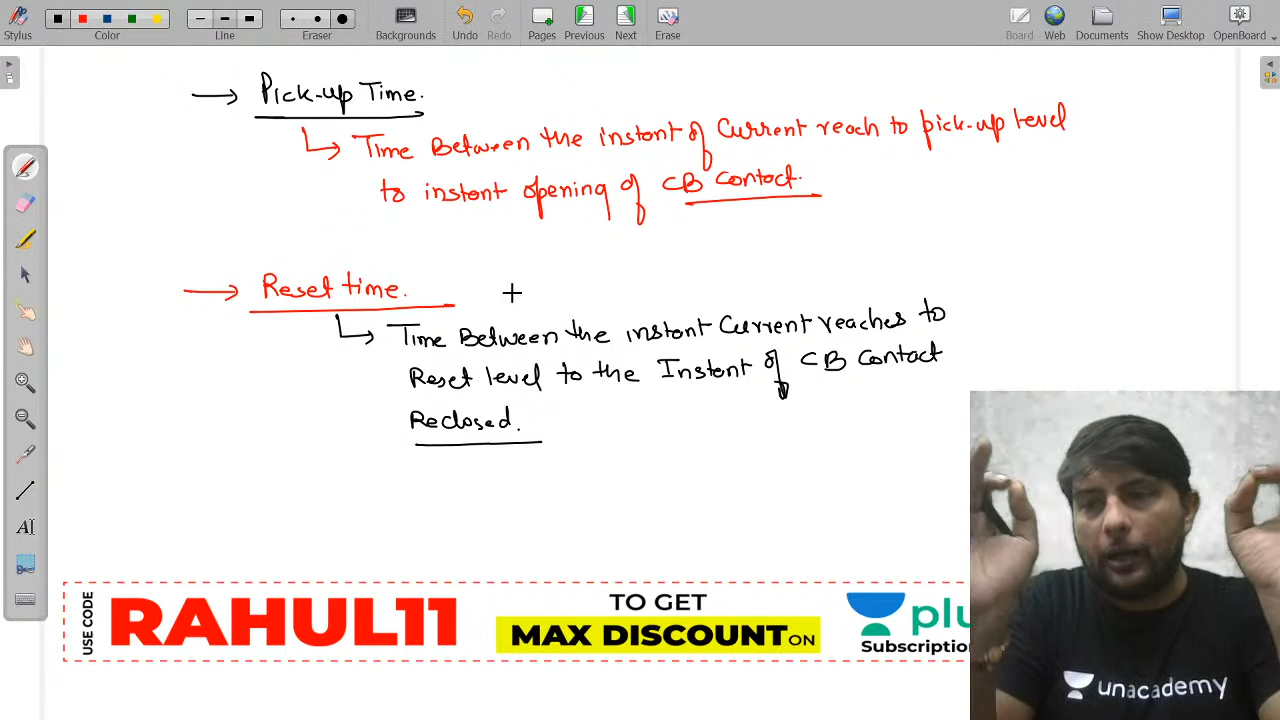 Stylus
Color
Line
Eraser
Backgrounds
Undo
Redo
Pages
Previous
Next
Erase
Board
Web
Documents
Show Desktop
OpenBoard
→ Pick-up Time.
Time Between the instant of Current reach to pick-up level
to instant opening of CB Contact.
→ Reset time.
Time Between the instant Current reaches to
Reset level to the Instant of CB Contact
Reclosed.
USE CODE
RAHUL11
TO GET
MAX DISCOUNT ON
plu
Subscription
unacademy